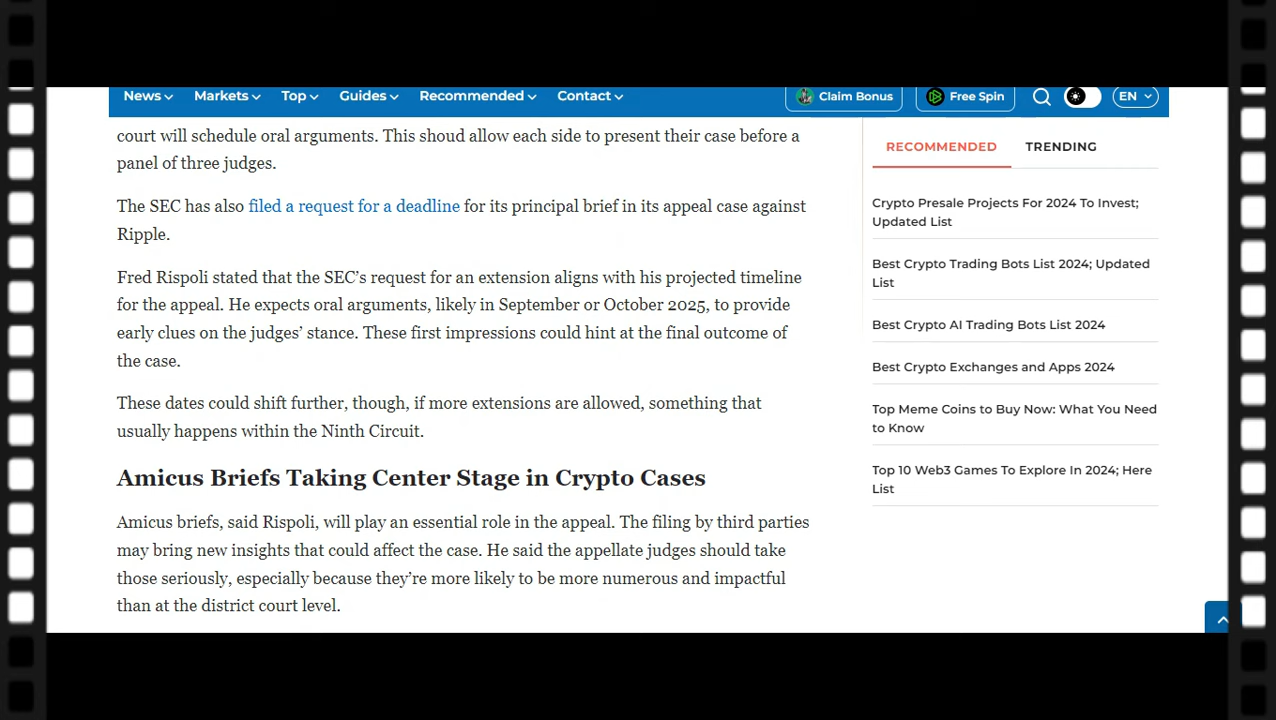 News Markets Top Guides Recommended Contact Claim Bonus Free Spin EN
court will schedule oral arguments. This shoud allow each side to present their case before a
panel of three judges.
The SEC has also filed a request for a deadline for its principal brief in its appeal case against
Ripple.
Fred Rispoli stated that the SEC’s request for an extension aligns with his projected timeline
for the appeal. He expects oral arguments, likely in September or October 2025, to provide
early clues on the judges’ stance. These first impressions could hint at the final outcome of
the case.
These dates could shift further, though, if more extensions are allowed, something that
usually happens within the Ninth Circuit.
Amicus Briefs Taking Center Stage in Crypto Cases
Amicus briefs, said Rispoli, will play an essential role in the appeal. The filing by third parties
may bring new insights that could affect the case. He said the appellate judges should take
those seriously, especially because they’re more likely to be more numerous and impactful
than at the district court level.
RECOMMENDED TRENDING
Crypto Presale Projects For 2024 To Invest;
Updated List
Best Crypto Trading Bots List 2024; Updated
List
Best Crypto AI Trading Bots List 2024
Best Crypto Exchanges and Apps 2024
Top Meme Coins to Buy Now: What You Need
to Know
Top 10 Web3 Games To Explore In 2024; Here
List